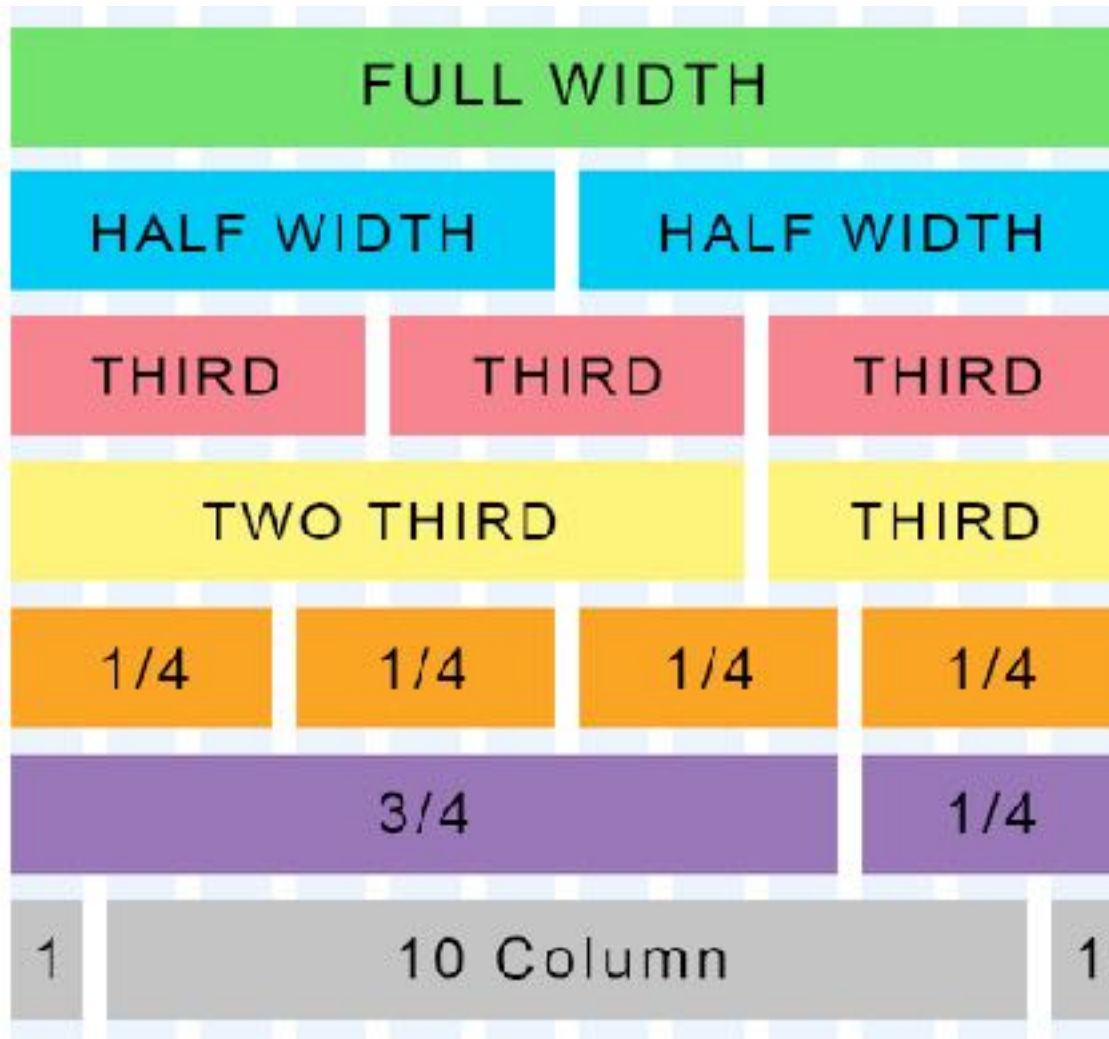 FULL WIDTH
HALF WIDTH HALF WIDTH
THIRD THIRD THIRD
TWO THIRD THIRD
1/4 1/4 1/4 1/4
3/4 1/4
1 10 Column 1